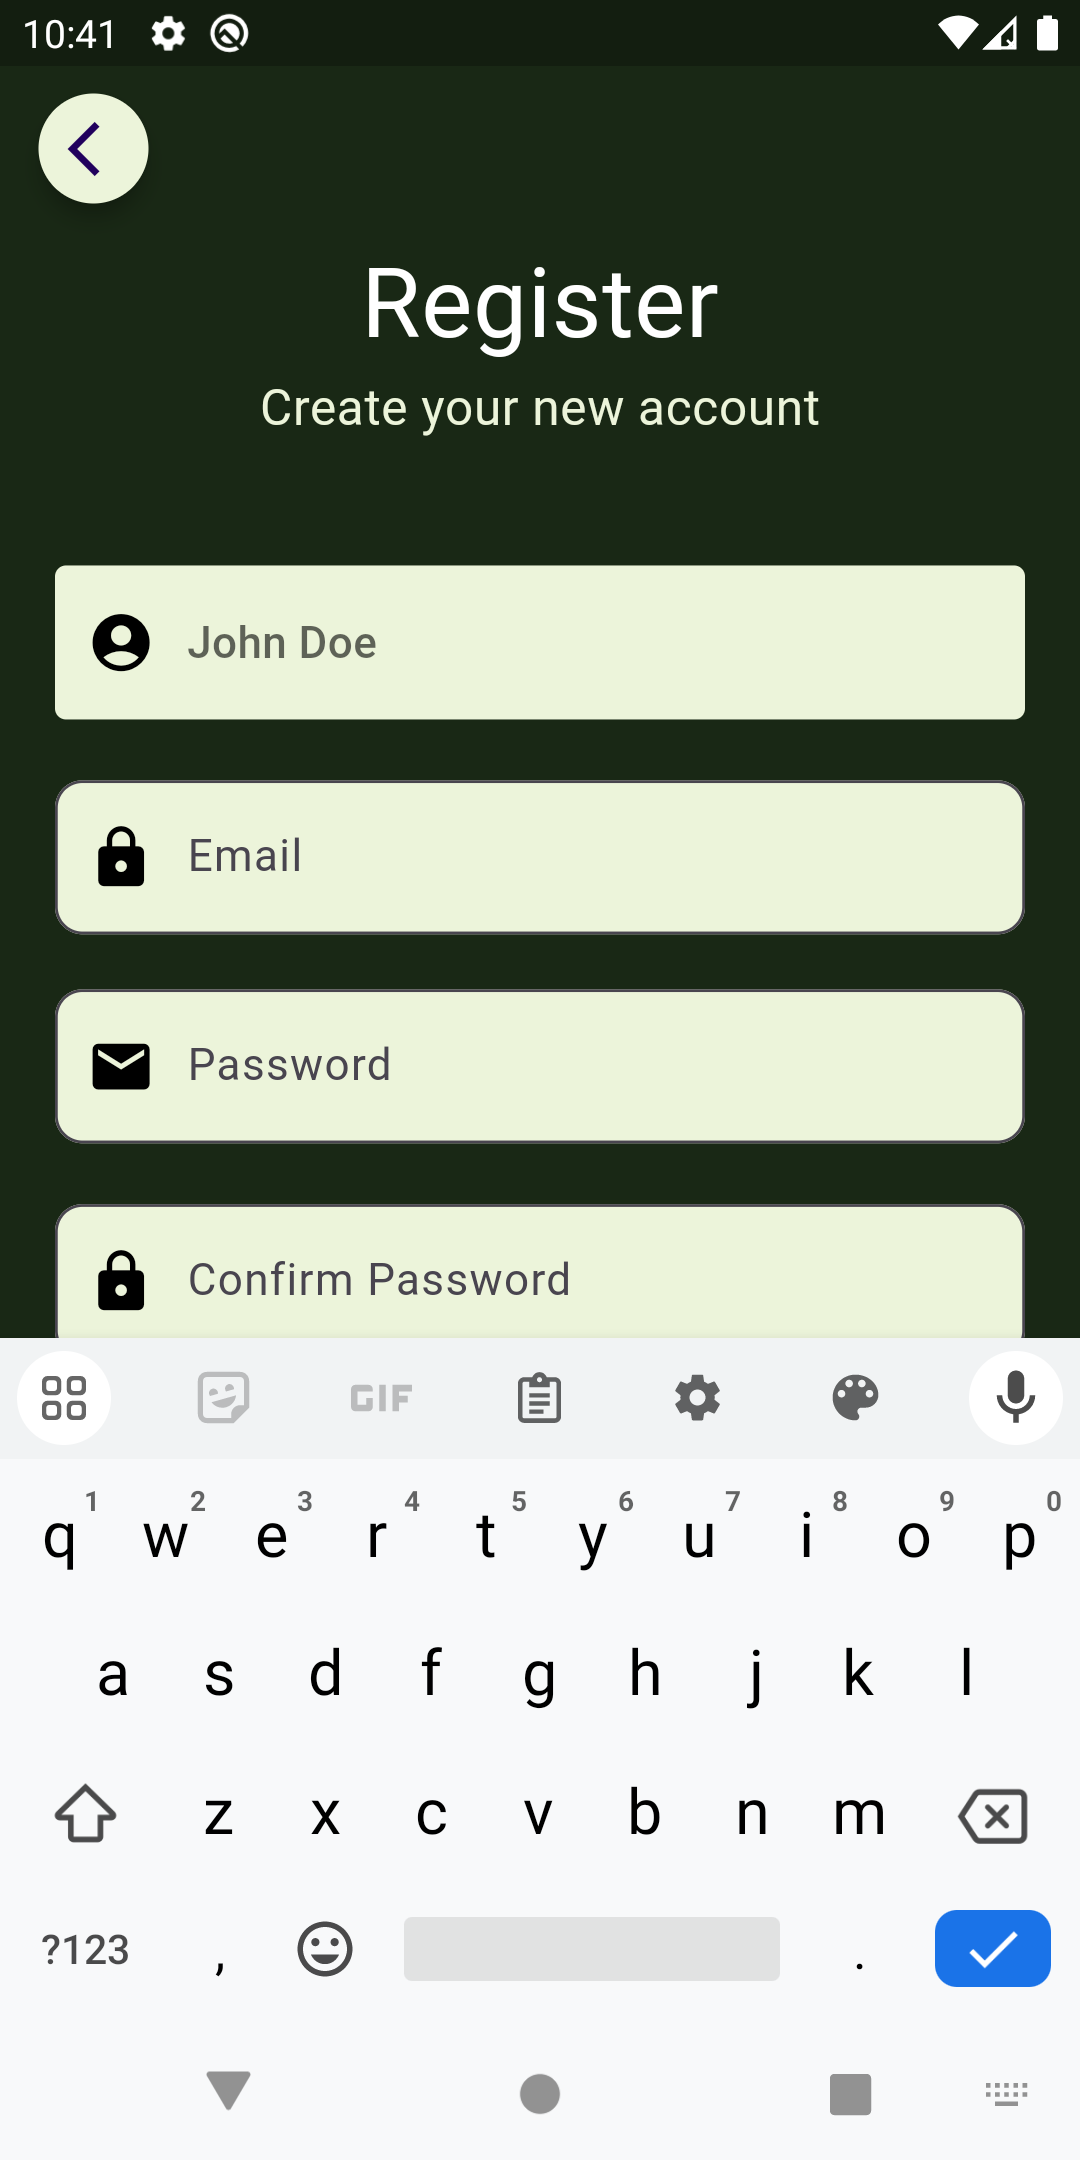 10:41
Register
Create your new account
John Doe
Email
Password
Confirm Password
GIF
1 2 3 4 5 6 7 8 9 0
q w e r t y u i o p
a s d f g h j k l
z x c v b n m
?123 , .